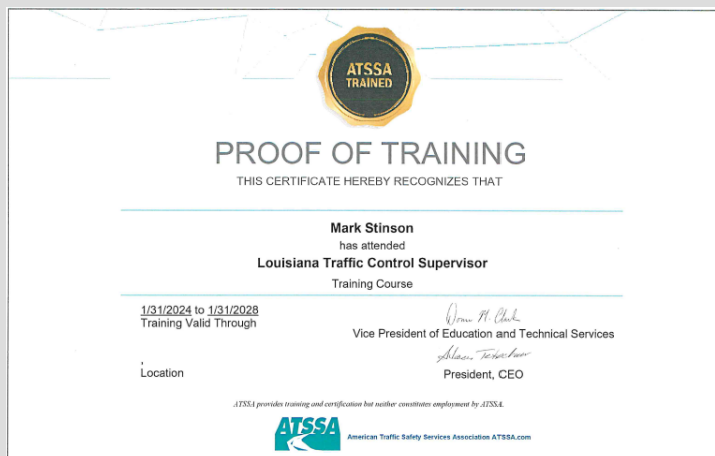 ATSSA
TRAINED
PROOF OF TRAINING
THIS CERTIFICATE HEREBY RECOGNIZES THAT
Mark Stinson
has attended
Louisiana Traffic Control Supervisor
Training Course
1/31/2024 to 1/31/2028
Training Valid Through
Vice President of Education and Technical Services
,
Location
President, CEO
ATSSA provides training and certification but neither constitutes employment by ATSSA.
ATSSA
American Traffic Safety Services Association ATSSA.com